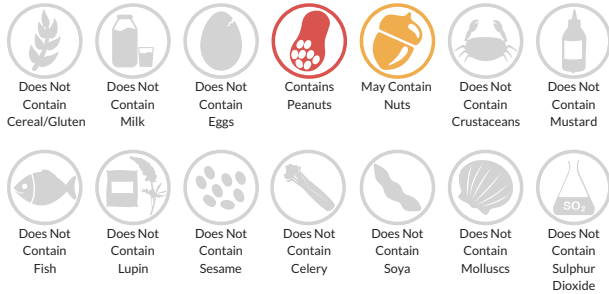 Does Not
Contain
Cereal/Gluten
Does Not
Contain
Milk
Does Not
Contain
Eggs
Contains
Peanuts
May Contain
Nuts
Does Not
Contain
Crustaceans
Does Not
Contain
Mustard
Does Not
Contain
Fish
Does Not
Contain
Lupin
Does Not
Contain
Sesame
Does Not
Contain
Celery
Does Not
Contain
Soya
Does Not
Contain
Molluscs
SO₂
Does Not
Contain
Sulphur
Dioxide